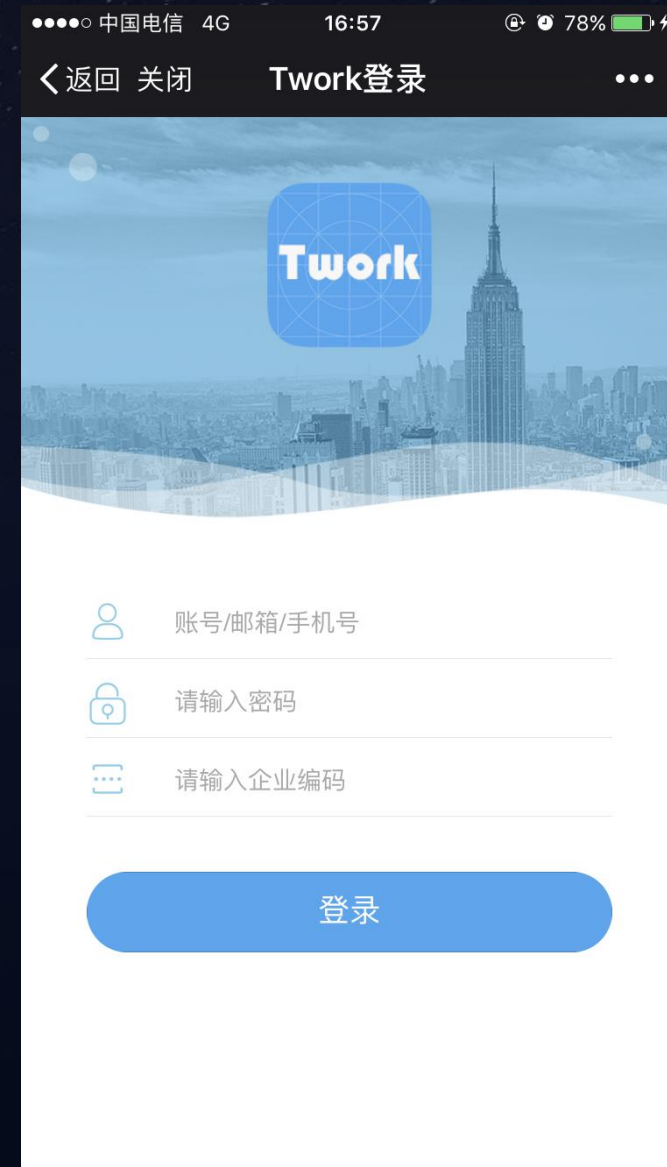 中国电信 4G 16:57 78%
返回 关闭 Twork登录
Twork
账号/邮箱/手机号
请输入密码
请输入企业编码
登录